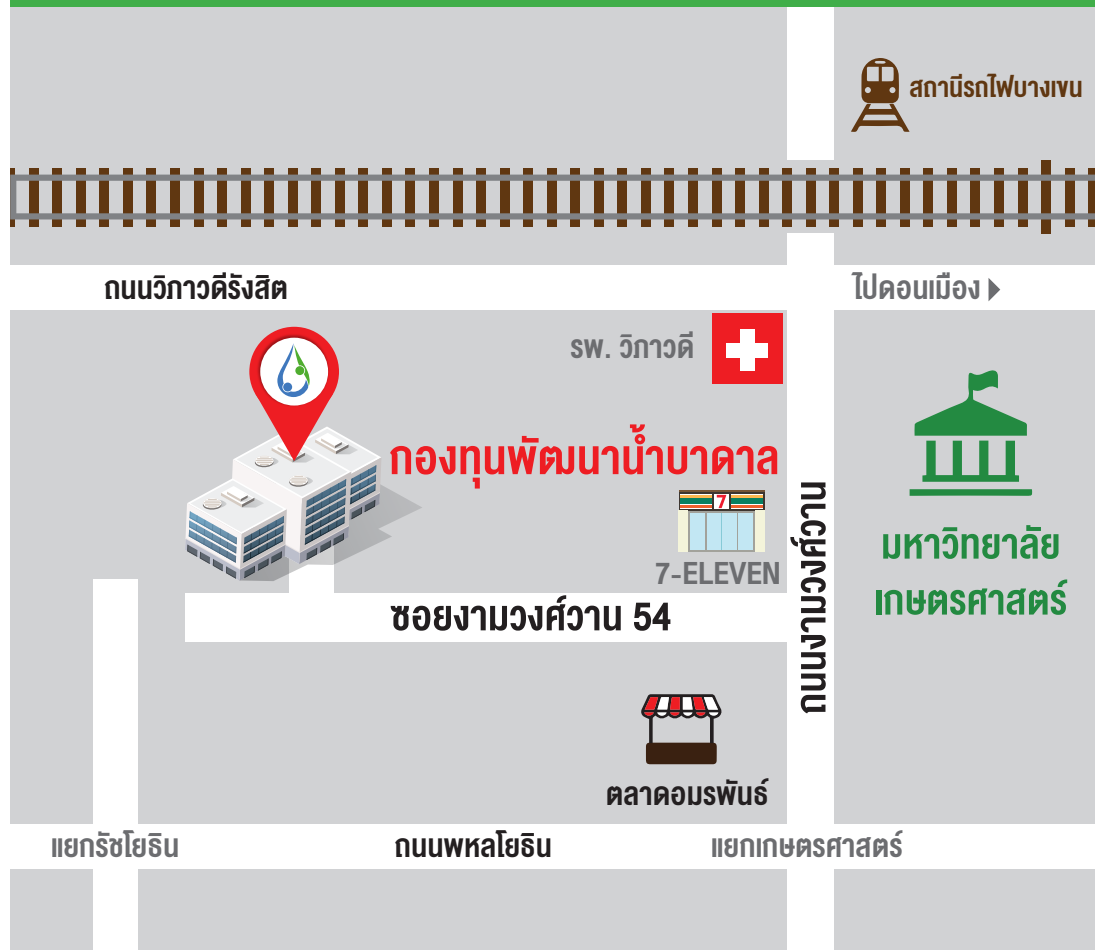 สถานีรถไฟบางเขน
ถนนวิภาวดีรังสิต
ไปดอนเมือง
รพ. วิภาวดี
กองทุนพัฒนาน้ำบาดาล
7
7-ELEVEN
ถนนงามวงศ์วาน
มหาวิทยาลัย
เกษตรศาสตร์
ซอยงามวงศ์วาน 54
ตลาดอมรพันธ์
แยกรัชโยธิน
ถนนพหลโยธิน
แยกเกษตรศาสตร์